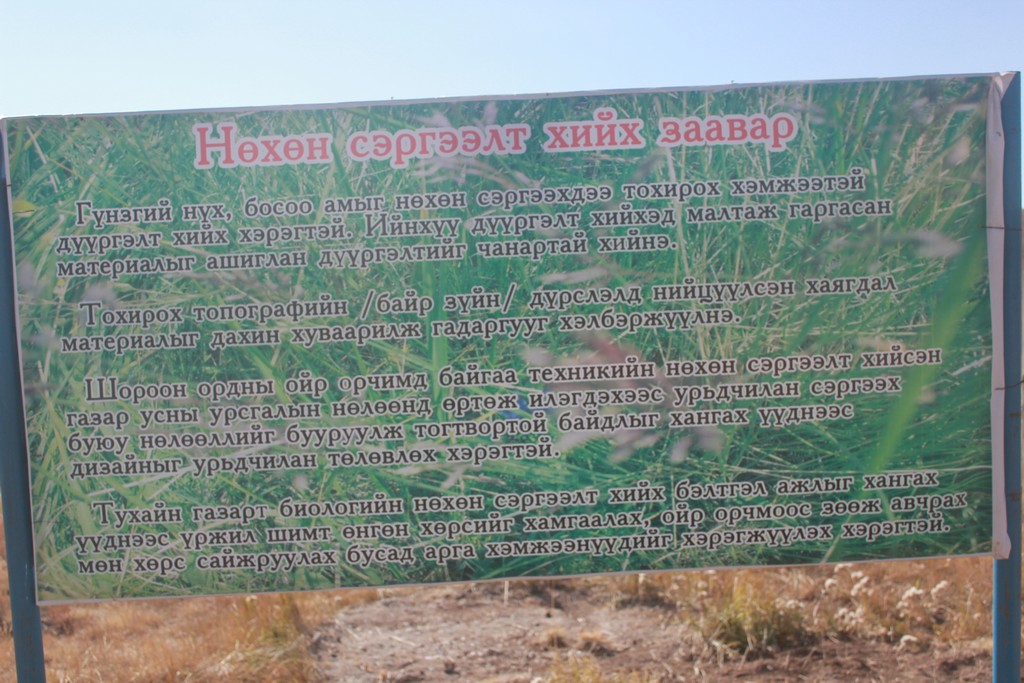 Нөхөн сэргээлт хийх заавар
Гүнзгий нүх, босоо амыг нөхөн сэргээхдээ тохирох хэмжээтэй
дүүргэлт хийх хэрэгтэй. Ийнхүү дүүргэлт хийхэд малтаж гаргасан
материалыг ашиглан дүүргэлтийг чанартай хийнэ.
Тохирох топографийн /байр зүйн/ дүрслэлд нийцүүлсэн хаягдал
материалыг дахин хуваарилж гадаргууг хэлбэржүүлнэ.
Шороон ордны ойр орчимд байгаа техникийн нөхөн сэргээлт хийсэн
газар усны урсгалын нөлөөнд өртөж илэгдэхээс урьдчилан сэргээх
буюу нөлөөллийг бууруулж тогтвортой байдлыг хангах үүднээс
дизайныг урьдчилан төлөвлөх хэрэгтэй.
Тухайн газарт биологийн нөхөн сэргээлт хийх бэлтгэл ажлыг хангах
үүднээс үржил шимт өнгөн хөрсийг хамгаалах, ойр орчмоос зөөж авчрах
мөн хөрс сайжруулах бусад арга хэмжээнүүдийг хэрэгжүүлэх хэрэгтэй.